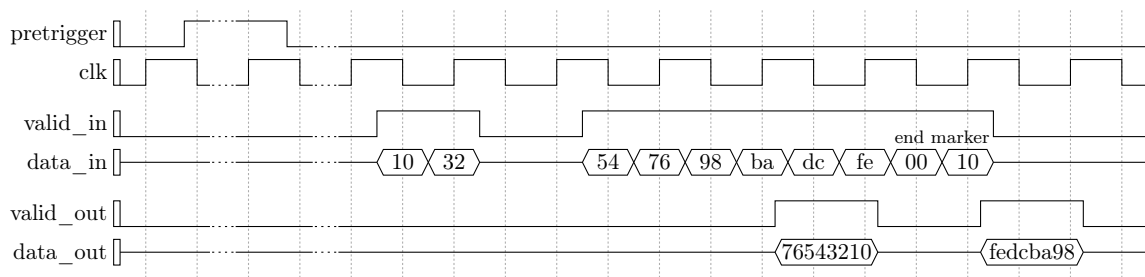 pretrigger
clk
valid_in
end marker
data_in 10 32 54 76 98 ba dc fe 00 10
valid_out
data_out 76543210 fedcba98